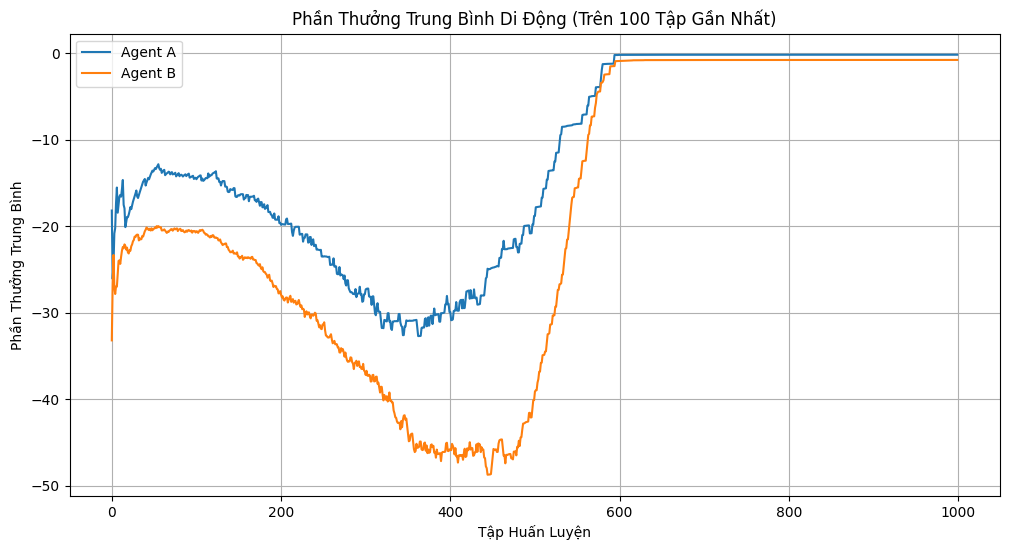 Phần Thưởng Trung Bình Di Động (Trên 100 Tập Gần Nhất)
Agent A
Agent B
Phần Thưởng Trung Bình
0
−10
−20
−30
−40
−50
0
200
400
600
800
1000
Tập Huấn Luyện